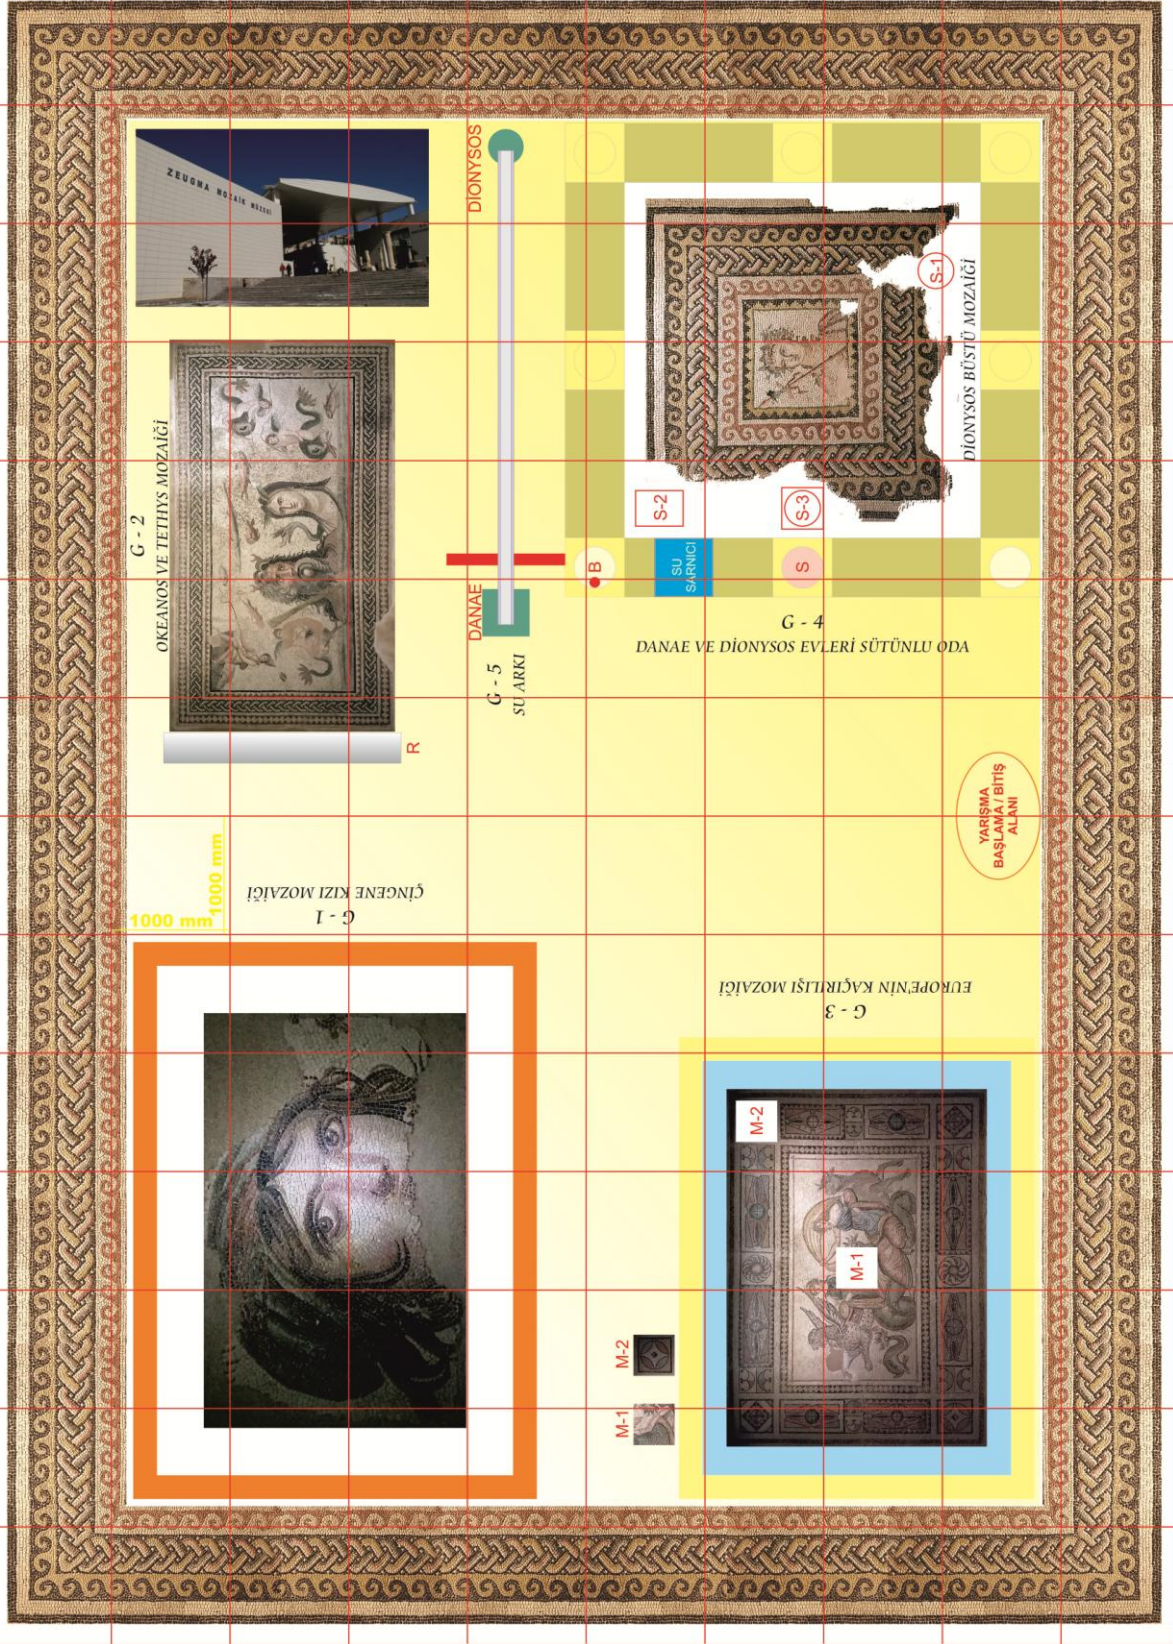 ZEUGMA MOZAİK MÜZESİ
DİONYSOS
G - 2
OKEANOS VE TETHYS MOZAİĞİ
R
DANAE
G - 5
SU ARKI
B
SU
SARNICI
S
S-1
S-2
S-3
DİONYSOS BÜSTÜ MOZAİĞİ
G - 4
DANAE VE DİONYSOS EVLERİ SÜTÜNLU ODA
YARIŞMA
BAŞLAMA / BİTİŞ
ALANI
1000 mm
1000 mm
G - 1
ÇİNGENE KIZI MOZAİĞİ
G - 3
EUROPE'NİN KAÇIRILIŞI MOZAİĞİ
M-2
M-1
M-2
M-1